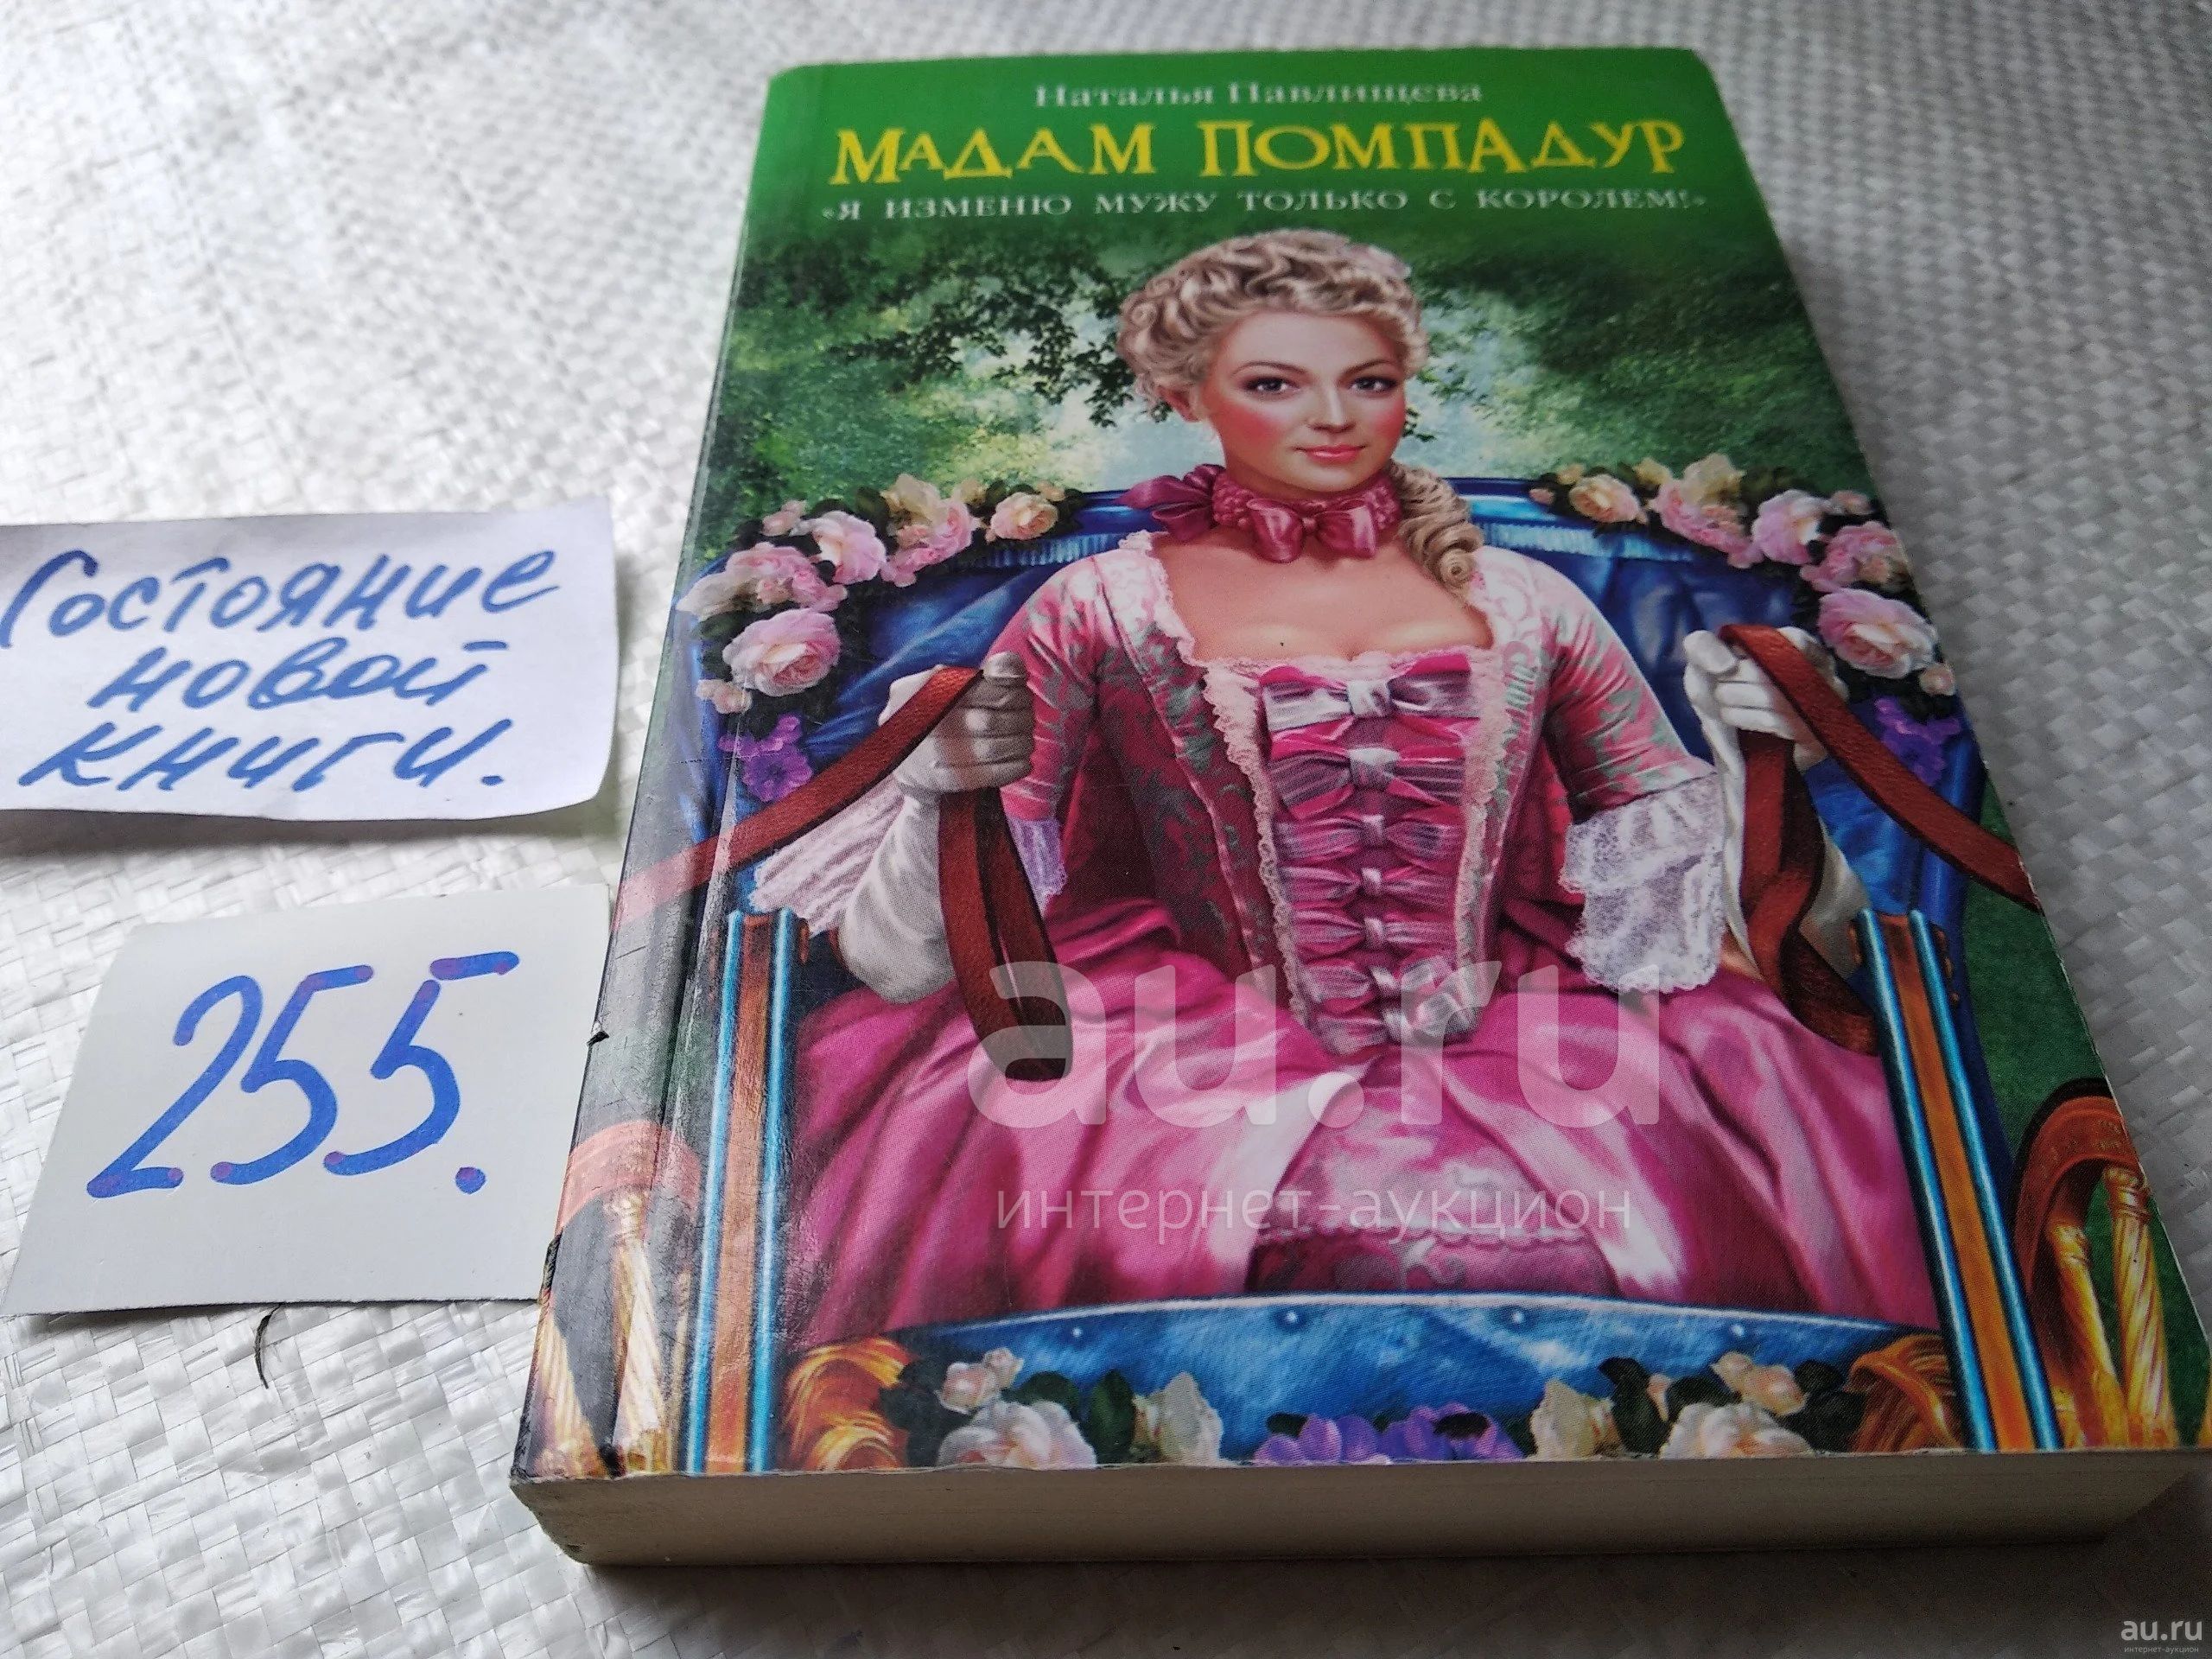 Наталья Павлищева
Мадам Помпадур
«Я изменю мужу только с королем!»
Состояние
новой
книги.
255.
au.ru
интернет-аукцион
au.ru
интернет-аукцион